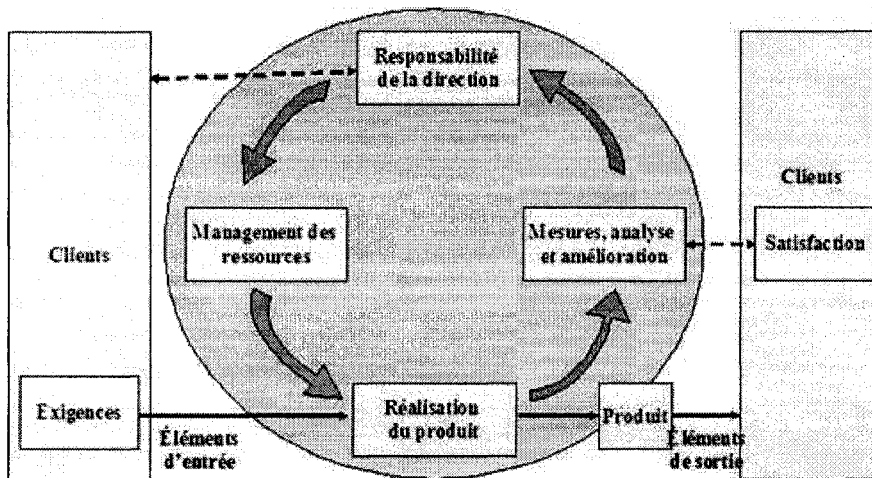 Responsabilité
de la direction
Clients
Management des
ressources
Mesures, analyse
et amélioration
Clients
Satisfaction
Exigences
Éléments
d'entrée
Réalisation
du produit
Produit
Éléments
de sortie